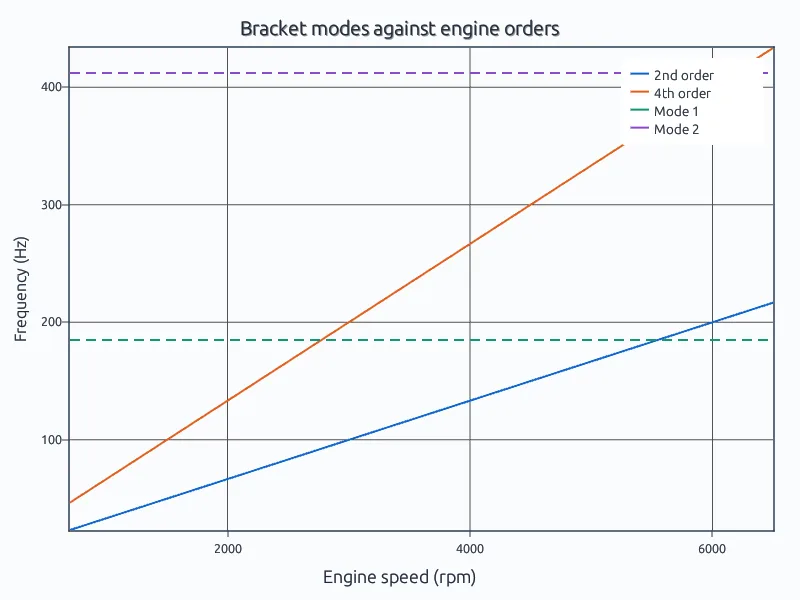 Bracket modes against engine orders
2nd order
4th order
Mode 1
Mode 2
400
300
200
100
Frequency (Hz)
2000
4000
6000
Engine speed (rpm)